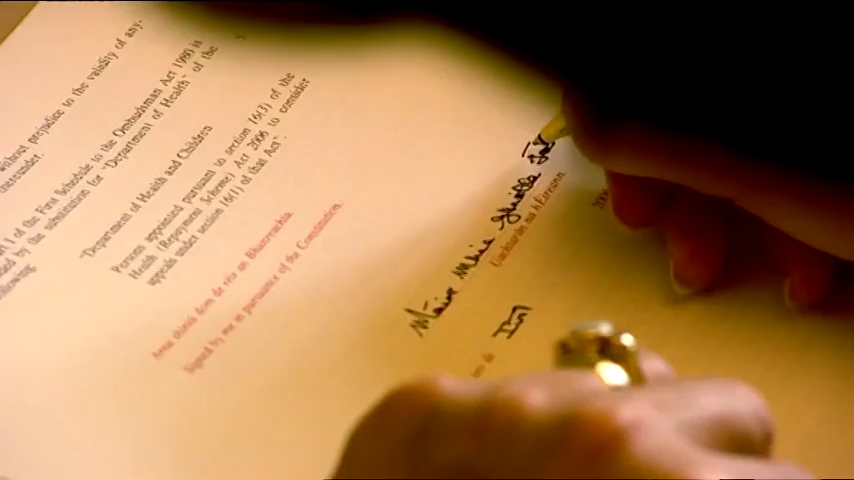 without prejudice to the validity of any
thereunder.
1 of the First Schedule to the Ombudsman Act 1980 is
by the substitution for "Department of Health" of the
following
"Department of Health and Children
Persons appointed pursuant to section 16(3) of the
Health (Repayment Scheme) Act 2006 to consider
appeals under section 16(1) of that Act"
Arna shíniú dom de réir an Bhunreachta
Signed by me in pursuance of the Constitution
Máire Mhic Ghiolla
Uachtarán na hÉireann